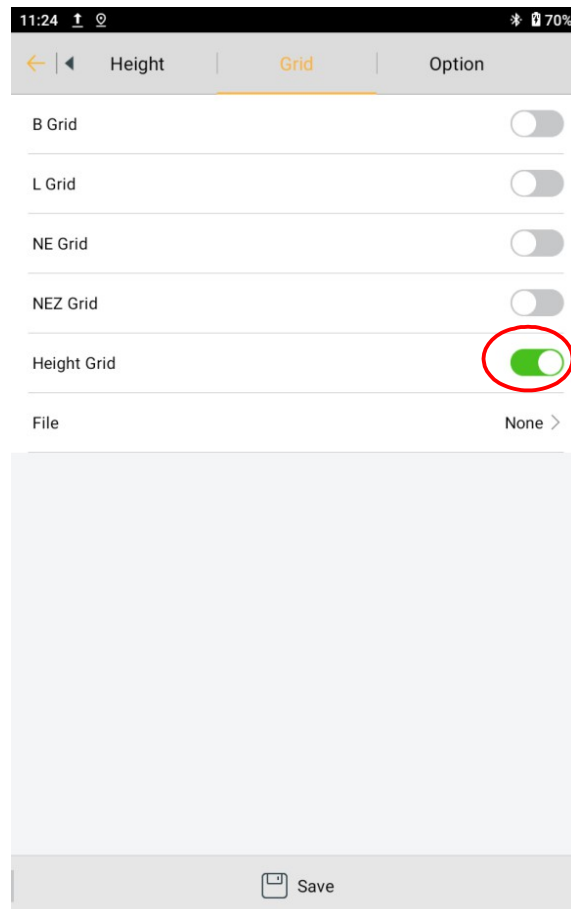 11:24 70%
Height Grid Option
B Grid
L Grid
NE Grid
NEZ Grid
Height Grid
File None
Save